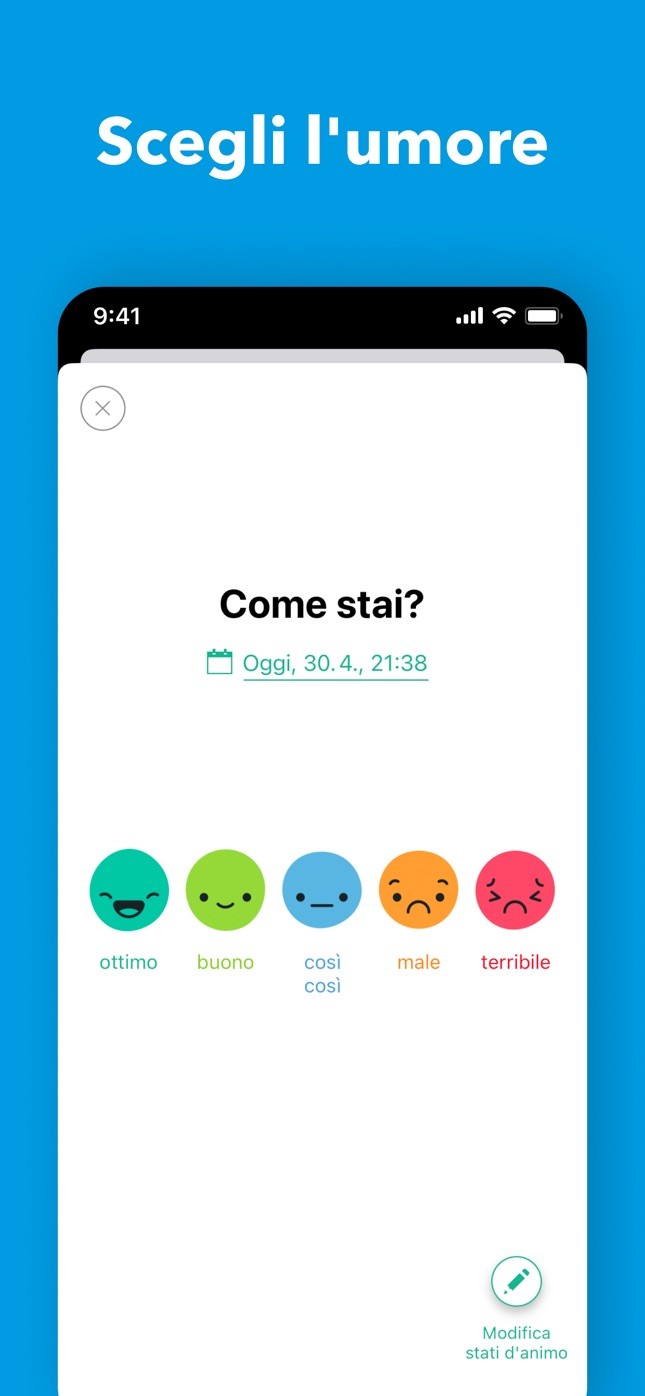 Scegli l'umore
9:41
Come stai?
Oggi, 30.4., 21:38
ottimo
buono
così
così
male
terribile
Modifica
stati d'animo